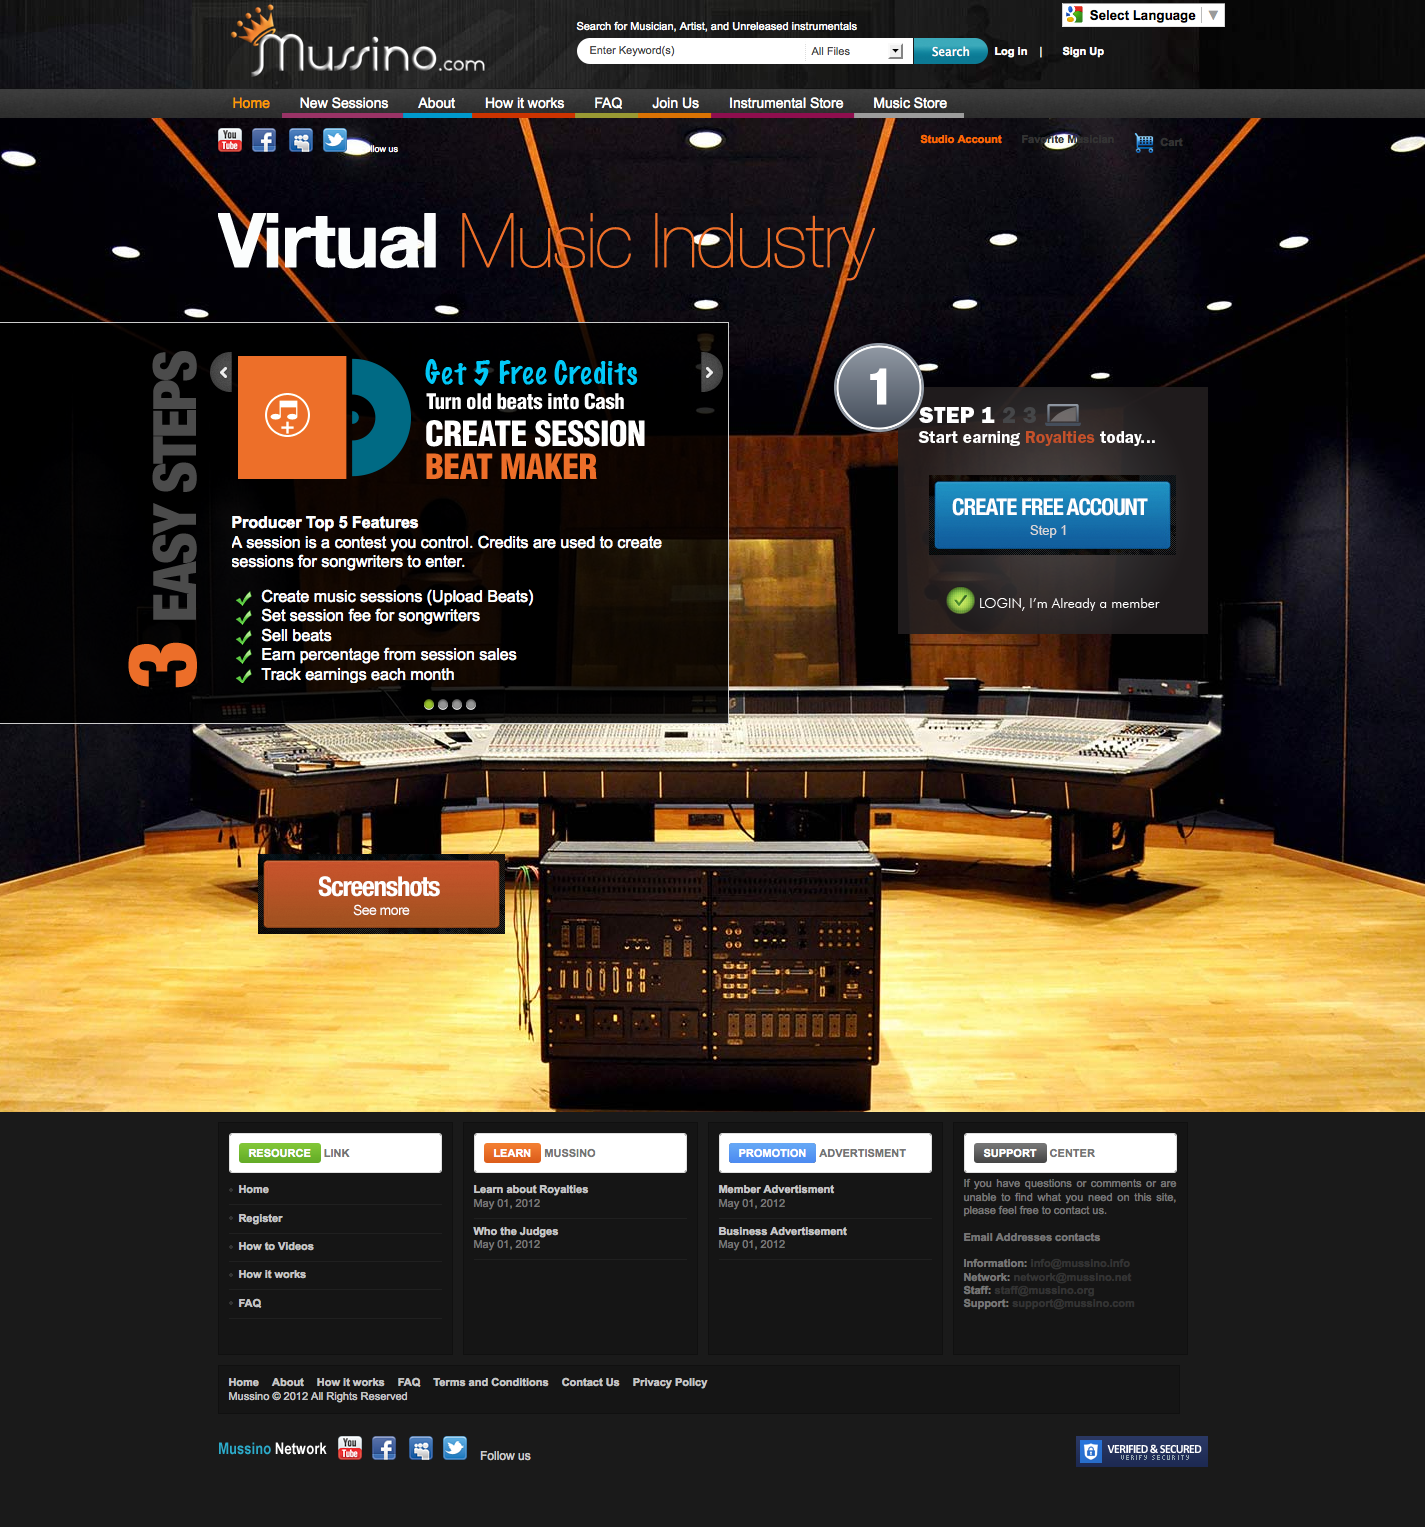 Select Language ▼
Search for Musician, Artist, and Unreleased instrumentals
Mussino.com
Enter Keyword(s) All Files Search Log in | Sign Up
Home New Sessions About How it works FAQ Join Us Instrumental Store Music Store
You Tube
llow us
Studio Account Favorite Musician Cart
Virtual Music Industry
3 EASY STEPS
Get 5 Free Credits
Turn old beats into Cash
CREATE SESSION
BEAT MAKER
Producer Top 5 Features
A session is a contest you control. Credits are used to create
sessions for songwriters to enter.
Create music sessions (Upload Beats)
Set session fee for songwriters
Sell beats
Earn percentage from session sales
Track earnings each month
1
STEP 1 2 3
Start earning Royalties today...
CREATE FREE ACCOUNT
Step 1
LOGIN, I'm Already a member
Screenshots
See more
RESOURCE LINK
Home
Register
How to Videos
How it works
FAQ
LEARN MUSSINO
Learn about Royalties
May 01, 2012
Who the Judges
May 01, 2012
PROMOTION ADVERTISMENT
Member Advertisment
May 01, 2012
Business Advertisement
May 01, 2012
SUPPORT CENTER
If you have questions or comments or are
unable to find what you need on this site,
please feel free to contact us.
Email Addresses contacts
Information: info@mussino.info
Network: network@mussino.net
Staff: staff@mussino.org
Support: support@mussino.com
Home About How it works FAQ Terms and Conditions Contact Us Privacy Policy
Mussino © 2012 All Rights Reserved
Mussino Network You Tube Follow us
VERIFIED & SECURED
VERIFY SECURITY